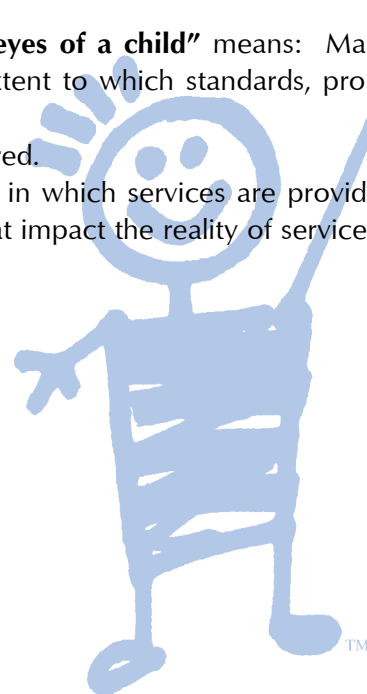 eyes of a child” means: Ma
tent to which standards, pro
red.
in which services are provid
at impact the reality of service
TM